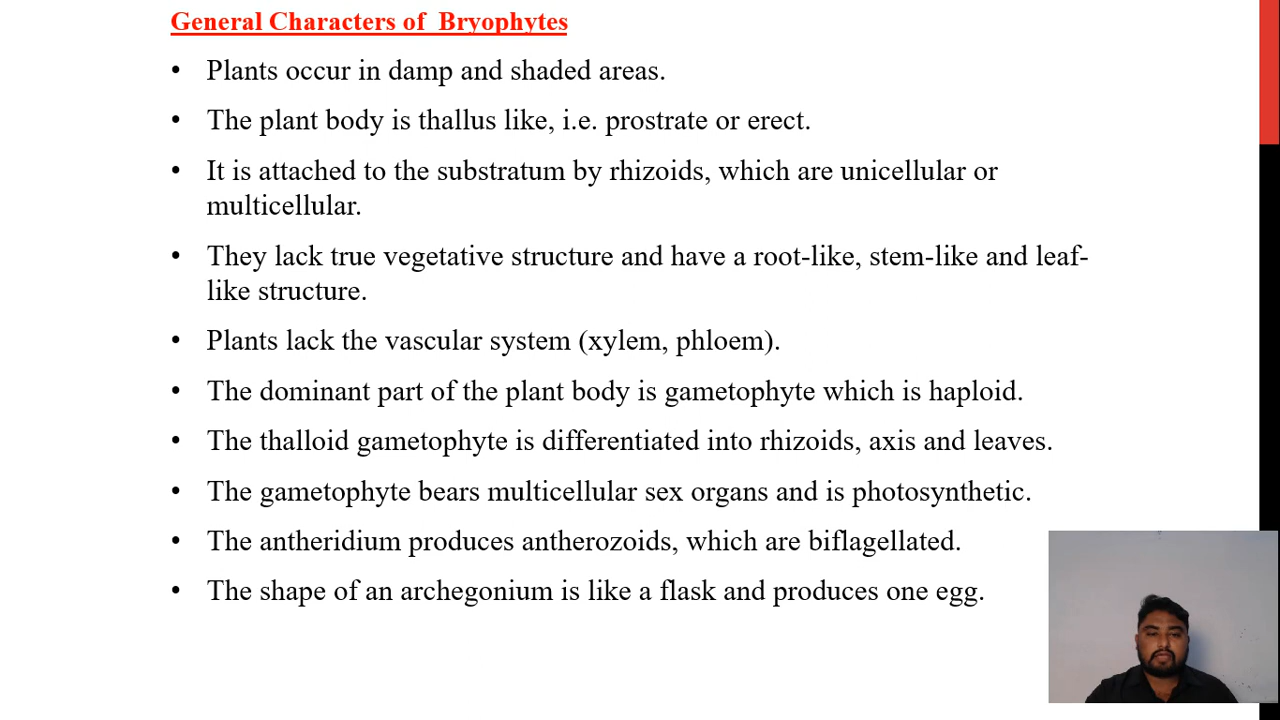 General Characters of Bryophytes
• Plants occur in damp and shaded areas.
• The plant body is thallus like, i.e. prostrate or erect.
• It is attached to the substratum by rhizoids, which are unicellular or
multicellular.
• They lack true vegetative structure and have a root-like, stem-like and leaf-
like structure.
• Plants lack the vascular system (xylem, phloem).
• The dominant part of the plant body is gametophyte which is haploid.
• The thalloid gametophyte is differentiated into rhizoids, axis and leaves.
• The gametophyte bears multicellular sex organs and is photosynthetic.
• The antheridium produces antherozoids, which are biflagellated.
• The shape of an archegonium is like a flask and produces one egg.